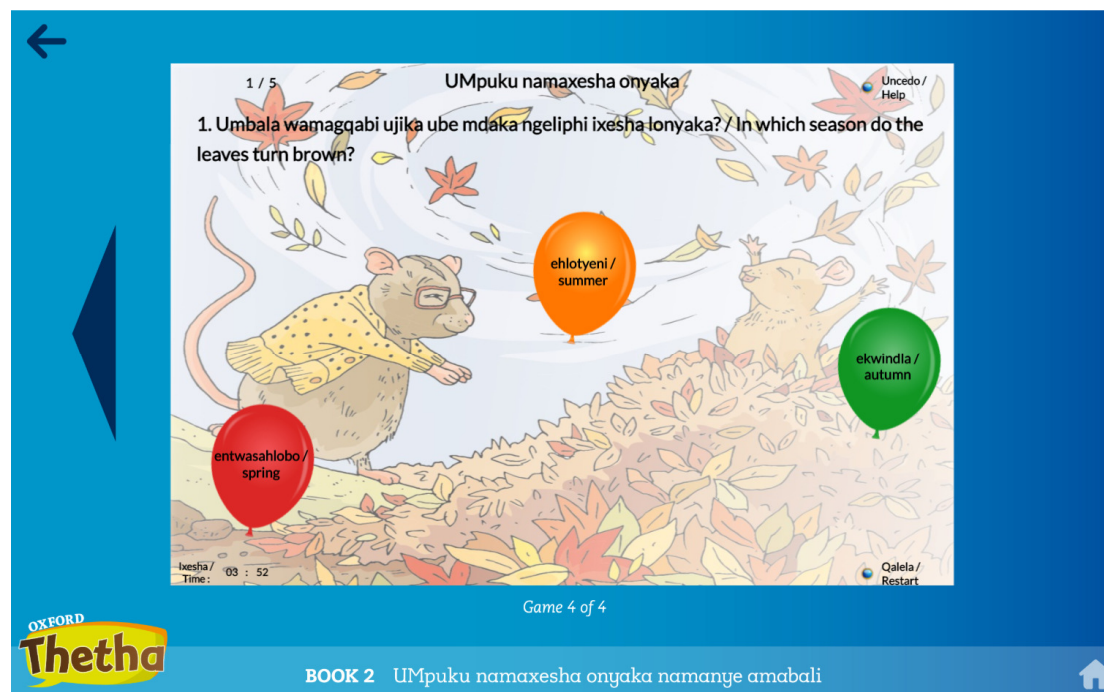 1 / 5
UMpuku namaxesha onyaka
Uncedo /
Help
1. Umbala wamagqabi ujika ube mdaka ngeliphi ixesha lonyaka? / In which season do the
leaves turn brown?
ehlotyeni /
summer
ekwindla /
autumn
entwasahlobo /
spring
Ixesha /
Time :
03 : 52
Qalela /
Restart
Game 4 of 4
OXFORD
Thetha
BOOK 2 UMpuku namaxesha onyaka namanye amabali